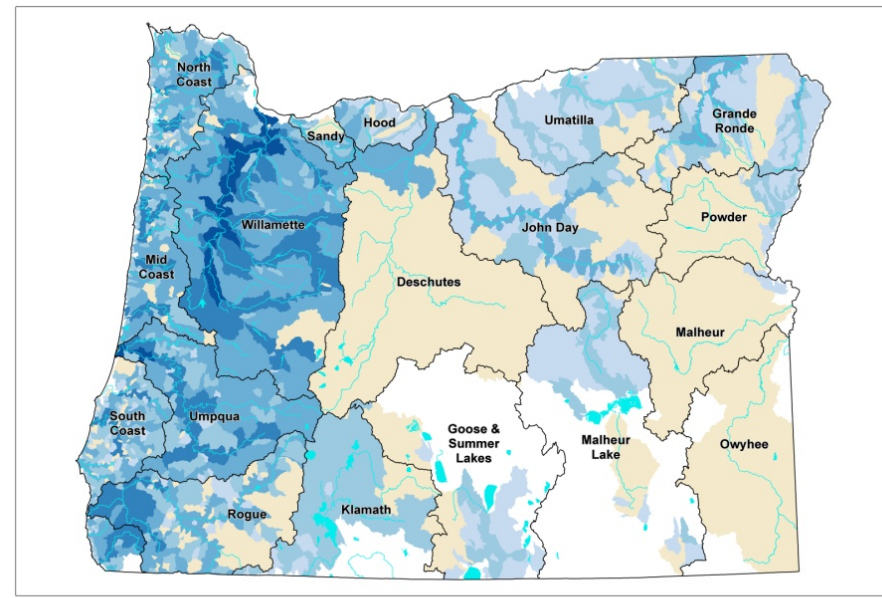 North
Coast
Sandy
Hood
Umatilla
Grande
Ronde
Willamette
John Day
Powder
Mid
Coast
Deschutes
Malheur
South
Coast
Umpqua
Goose &
Summer
Lakes
Malheur
Lake
Owyhee
Rogue
Klamath